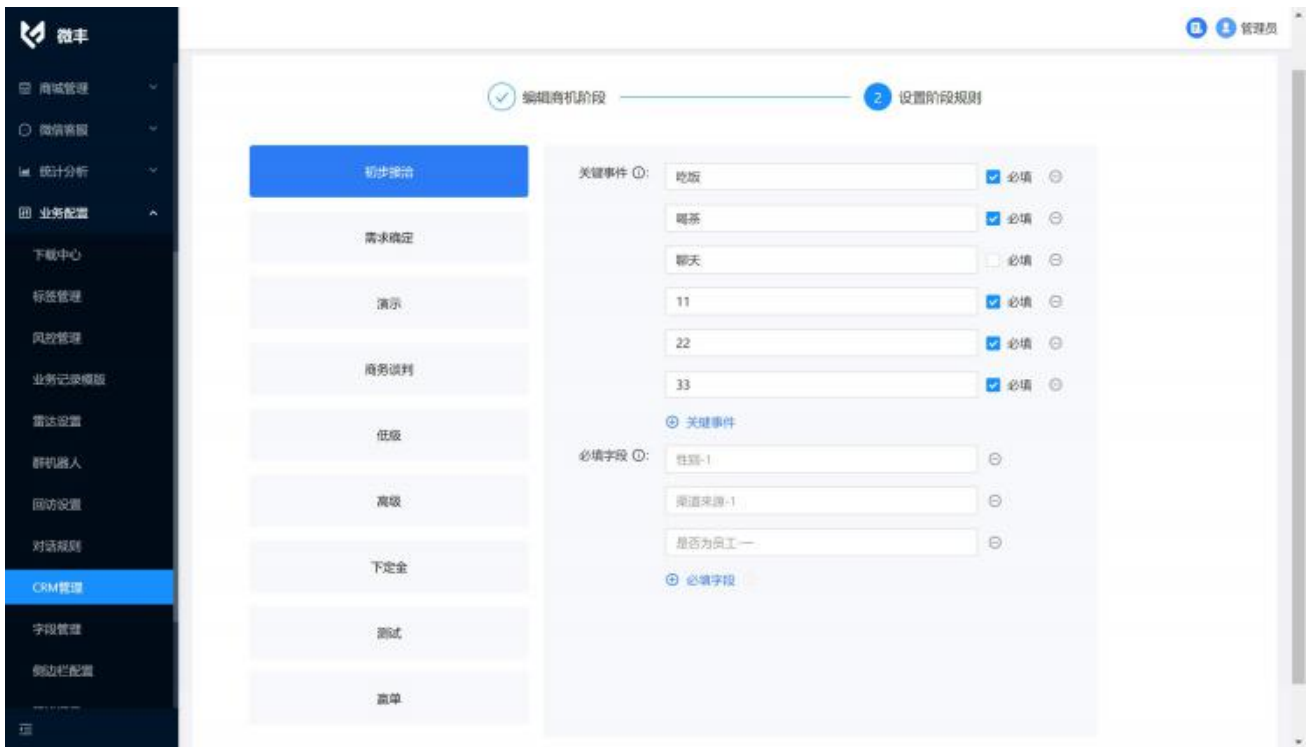 微丰
管理员
商城管理
微信客服
统计分析
业务配置
下载中心
标签管理
风控管理
业务记录模版
雷达设置
群机器人
回访设置
对话规则
CRM管理
字段管理
侧边栏配置
编辑商机阶段
2 设置阶段规则
初步接洽
需求确定
演示
商务谈判
低级
高级
下定金
测试
赢单
关键事件 ⓘ:
吃饭 必填
喝茶 必填
聊天 必填
11 必填
22 必填
33 必填
⊕ 关键事件
必填字段 ⓘ:
性别-1
渠道来源-1
是否为员工-一
⊕ 必填字段